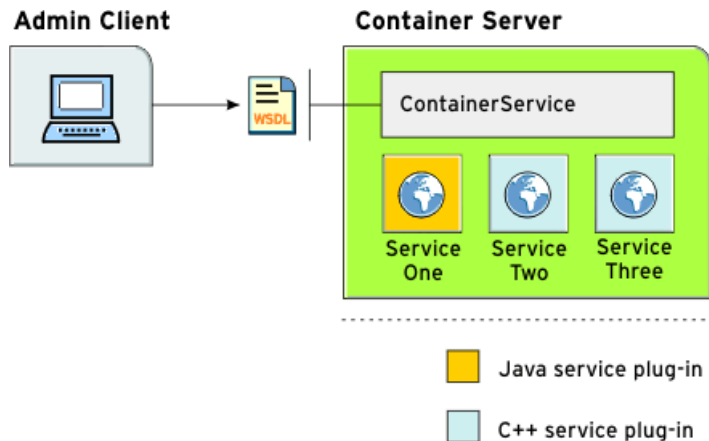 Admin Client
Container Server
WSDL
ContainerService
Service
One
Service
Two
Service
Three
Java service plug-in
C++ service plug-in